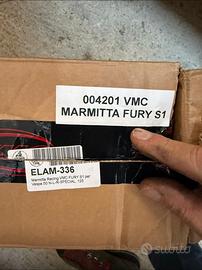 004201 VMC
MARMITTA FURY S1
ELAM-336
Marmitta Racing VMC FURY S1 per
Vespa 50 N-L-R-SPECIAL, 125
subito